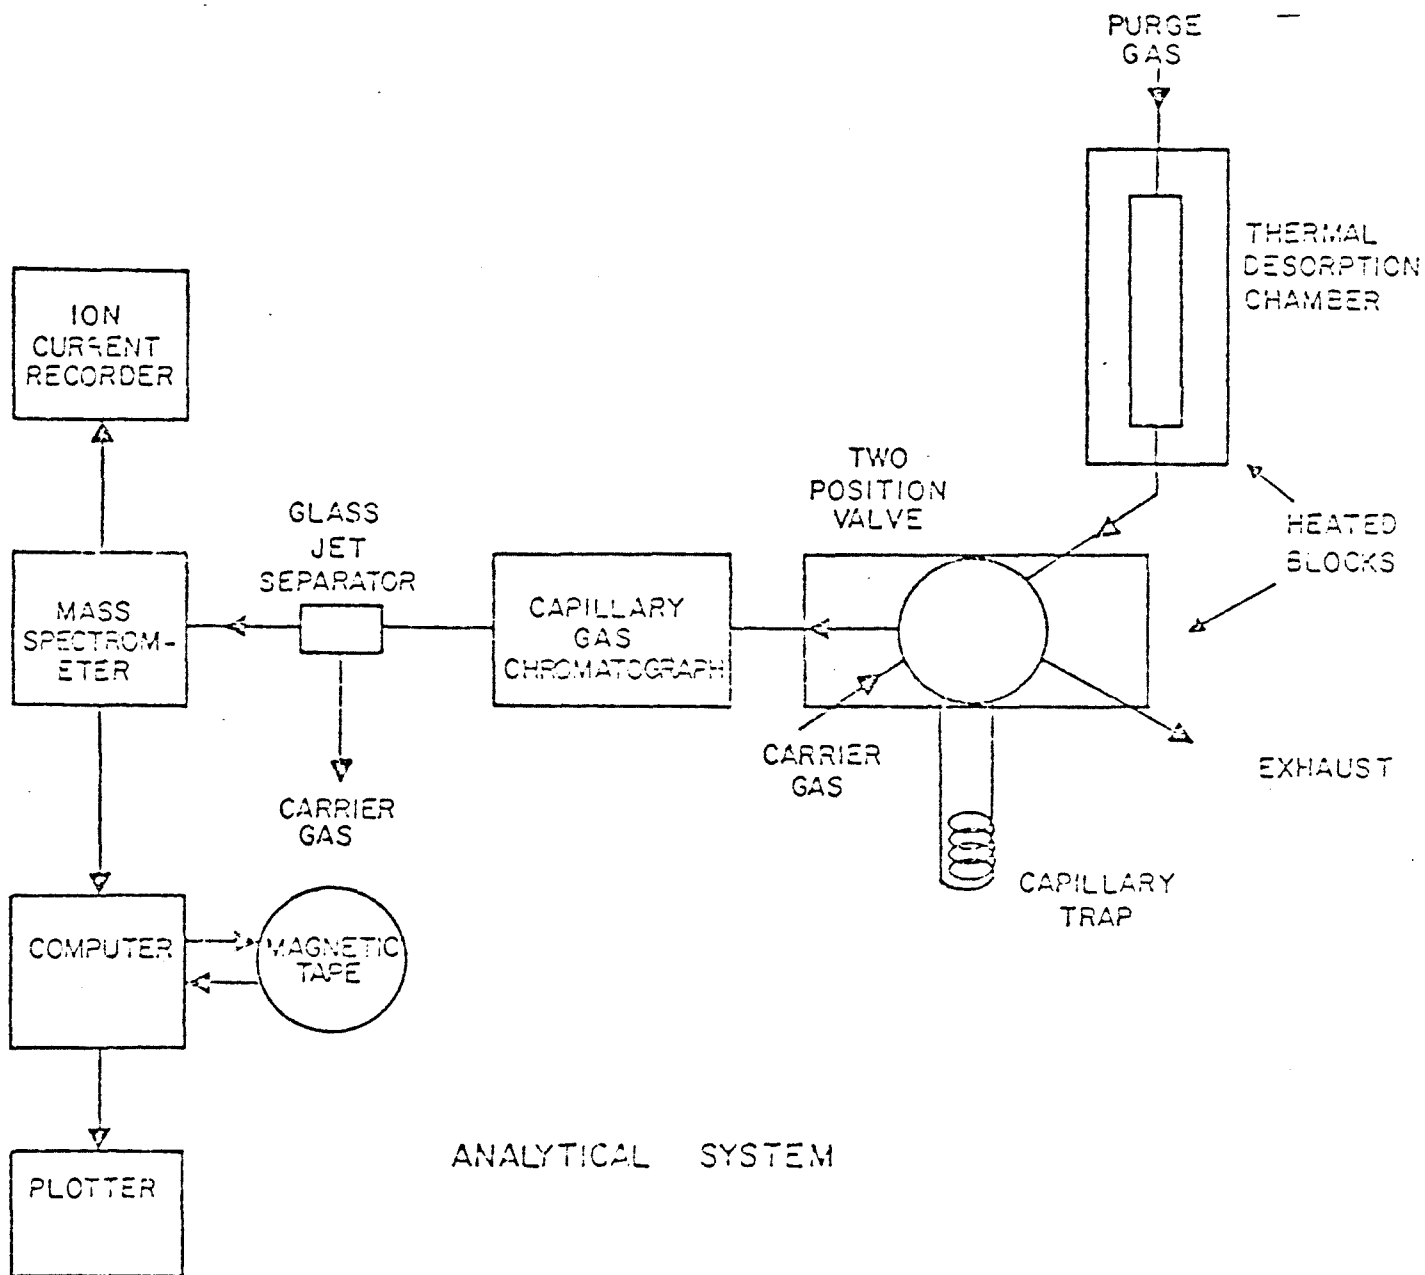 PURGE
GAS
THERMAL
DESORPTION
CHAMBER
ION
CURRENT
RECORDER
TWO
POSITION
VALVE
HEATED
BLOCKS
GLASS
JET
SEPARATOR
MASS
SPECTROM-
ETER
CAPILLARY
GAS
CHROMATOGRAPH
CARRIER
GAS
EXHAUST
CARRIER
GAS
CAPILLARY
TRAP
COMPUTER
MAGNETIC
TAPE
ANALYTICAL SYSTEM
PLOTTER